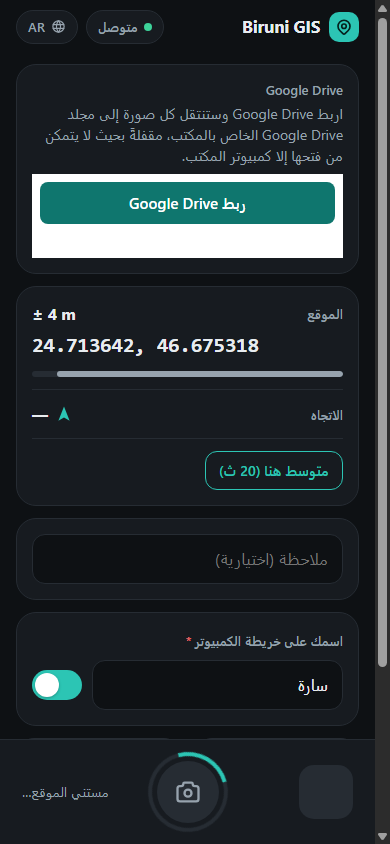 Biruni GIS
متوصل
AR
Google Drive
اربط Google Drive وستنتقل كل صورة إلى مجلد
Google Drive الخاص بالمكتب، مقفلةً بحيث لا يتمكن
من فتحها إلا كمبيوتر المكتب.
ربط Google Drive
الموقع
± 4 m
24.713642, 46.675318
الاتجاه
—
متوسط هنا (20 ث)
ملاحظة (اختيارية)
اسمك على خريطة الكمبيوتر *
سارة
مستني الموقع...